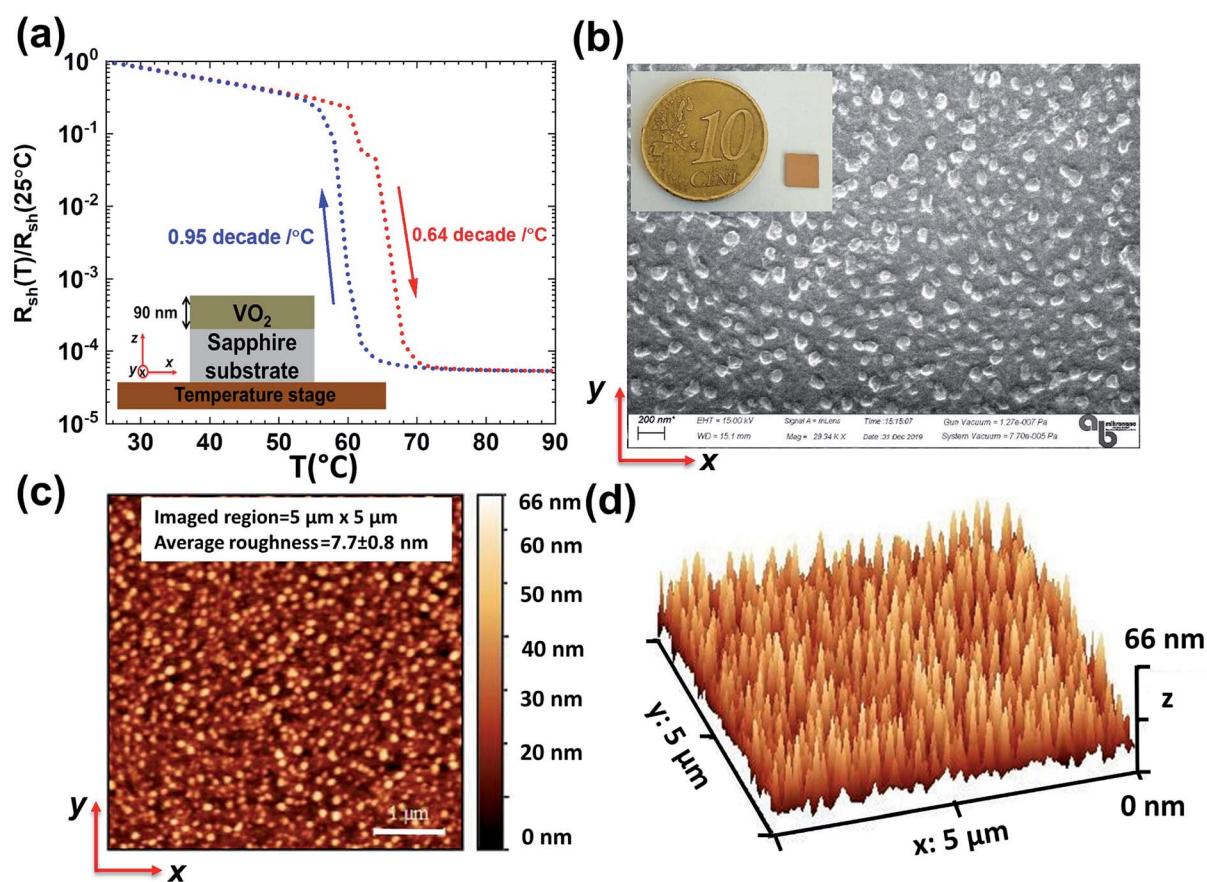 (a)
10⁰
10⁻¹
10⁻²
10⁻³
10⁻⁴
10⁻⁵
Rsh(T)/Rsh(25°C)
0.95 decade /°C
0.64 decade /°C
90 nm
VO₂
Sapphire
substrate
Temperature stage
z
y
x
x
30 40 50 60 70 80 90
T(°C)
(b)
10
CENT
200 nm*
EHT = 15.00 kV
WD = 15.1 mm
Signal A = InLens
Mag = 29.34 K X
Time :15:15:07
Date :31 Dec 2019
Gun Vacuum = 1.27e-007 Pa
System Vacuum = 7.70e-005 Pa
ab
mikronano
y
x
(c)
Imaged region=5 µm x 5 µm
Average roughness=7.7±0.8 nm
1 µm
66 nm
60 nm
50 nm
40 nm
30 nm
20 nm
0 nm
y
x
(d)
66 nm
z
0 nm
y: 5 µm
x: 5 µm